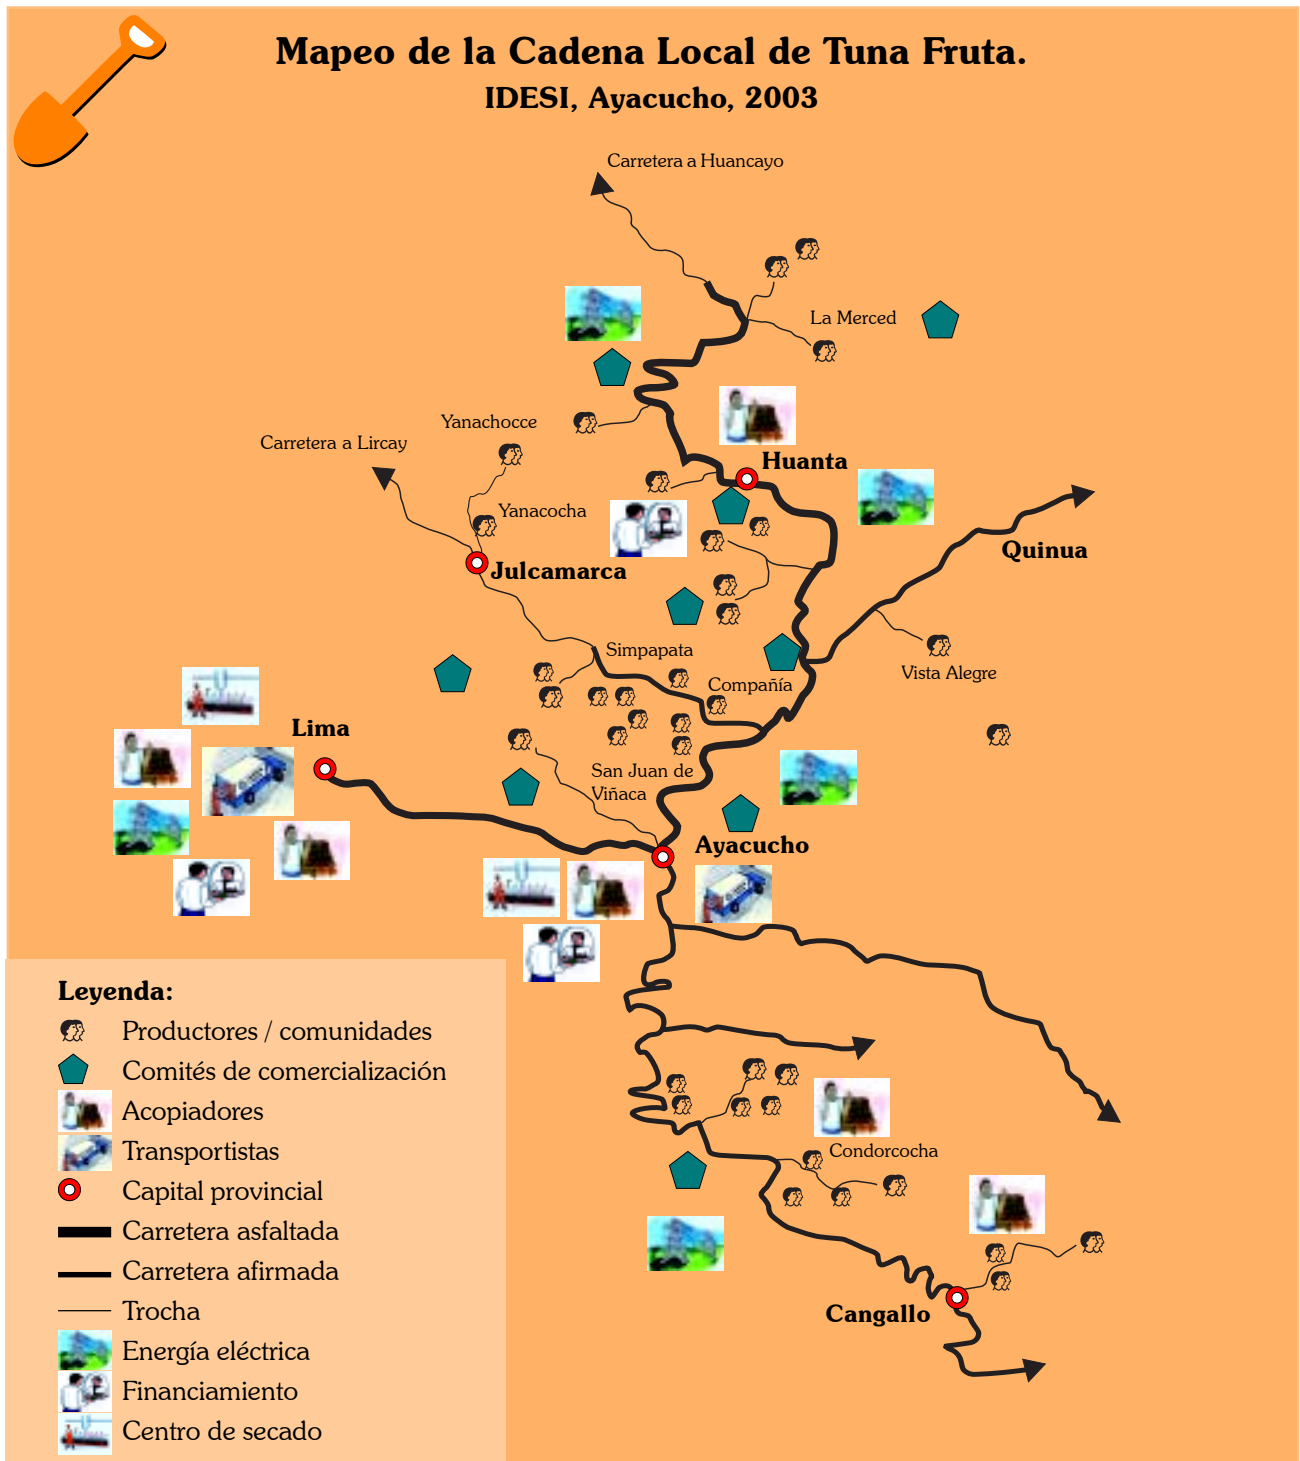 Mapeo de la Cadena Local de Tuna Fruta.
IDESI, Ayacucho, 2003
Carretera a Huancayo
La Merced
Yanachocce
Carretera a Lircay
Huanta
Yanacocha
Quinua
Julcamarca
Simpapata
Vista Alegre
Compañía
Lima
San Juan de
Viñaca
Ayacucho
Leyenda:
Productores / comunidades
Comités de comercialización
Acopiadores
Transportistas
Capital provincial
Carretera asfaltada
Carretera afirmada
Trocha
Energía eléctrica
Financiamiento
Centro de secado
Condorcocha
Cangallo